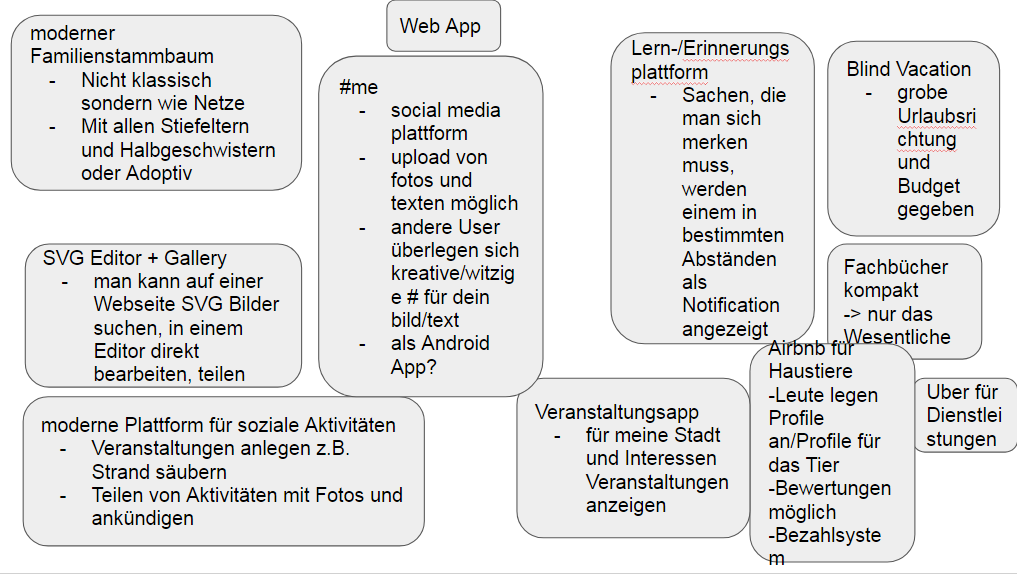 Web App
moderner
Familienstammbaum
- Nicht klassisch
sondern wie Netze
- Mit allen Stiefeltern
und Halbgeschwistern
oder Adoptiv
#me
- social media
plattform
- upload von
fotos und
texten möglich
- andere User
überlegen sich
kreative/witzig
e # für dein
bild/text
- als Android
App?
Lern-/Erinnerungs
plattform
- Sachen, die
man sich
merken
muss,
werden
einem in
bestimmten
Abständen
als
Notification
angezeigt
Blind Vacation
- grobe
Urlaubsri
chtung
und
Budget
gegeben
SVG Editor + Gallery
- man kann auf einer
Webseite SVG Bilder
suchen, in einem
Editor direkt
bearbeiten, teilen
Fachbücher
kompakt
-> nur das
Wesentliche
moderne Plattform für soziale Aktivitäten
- Veranstaltungen anlegen z.B.
Strand säubern
- Teilen von Aktivitäten mit Fotos und
ankündigen
Veranstaltungsapp
- für meine Stadt
und Interessen
Veranstaltungen
anzeigen
Airbnb für
Haustiere
-Leute legen
Profile
an/Profile für
das Tier
-Bewertungen
möglich
-Bezahlsyste
m
Uber für
Dienstlei
stungen